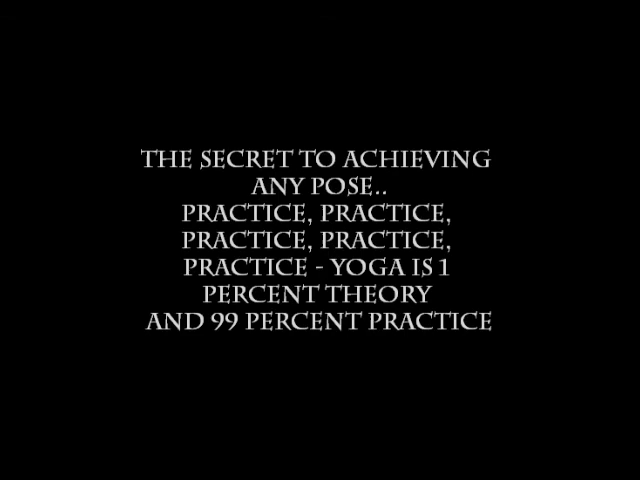 THE SECRET TO ACHIEVING
ANY POSE..
PRACTICE, PRACTICE,
PRACTICE, PRACTICE,
PRACTICE - YOGA IS 1
PERCENT THEORY
AND 99 PERCENT PRACTICE